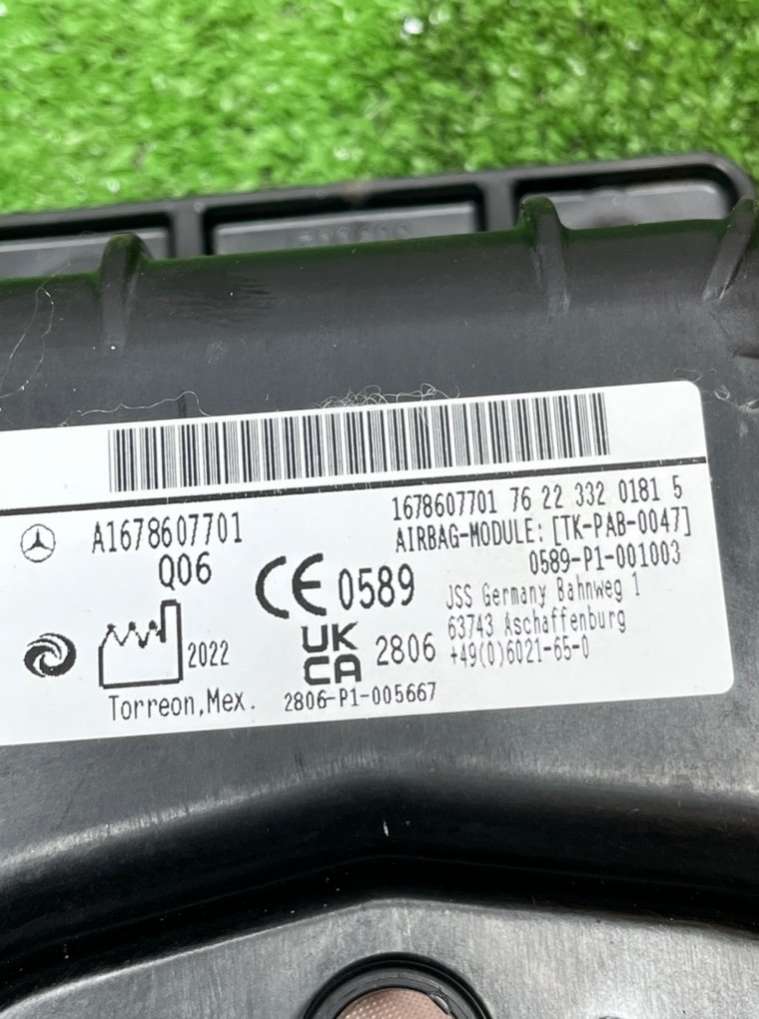 1678607701 76 22 332 0181 5
A1678607701
AIRBAG-MODULE: [TK-PAB-0047]
Q06
0589-P1-001003
CE 0589
JSS Germany Bahnweg 1
63743 Aschaffenburg
+49(0)6021-65-0
UK
CA 2806
2022
Torreon,Mex.
2806-P1-005667